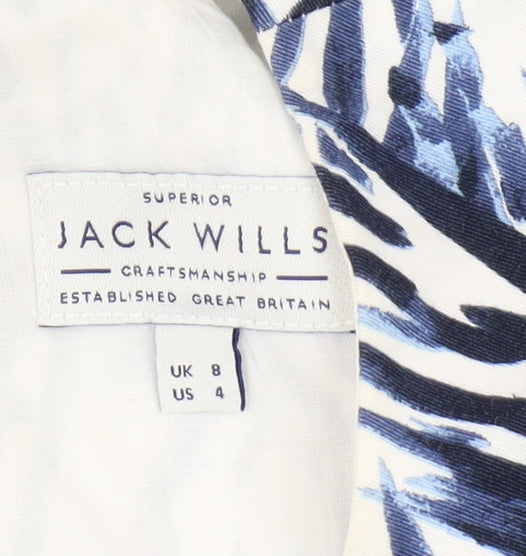 SUPERIOR
JACK WILLS
CRAFTSMANSHIP
ESTABLISHED GREAT BRITAIN
UK 8
US 4